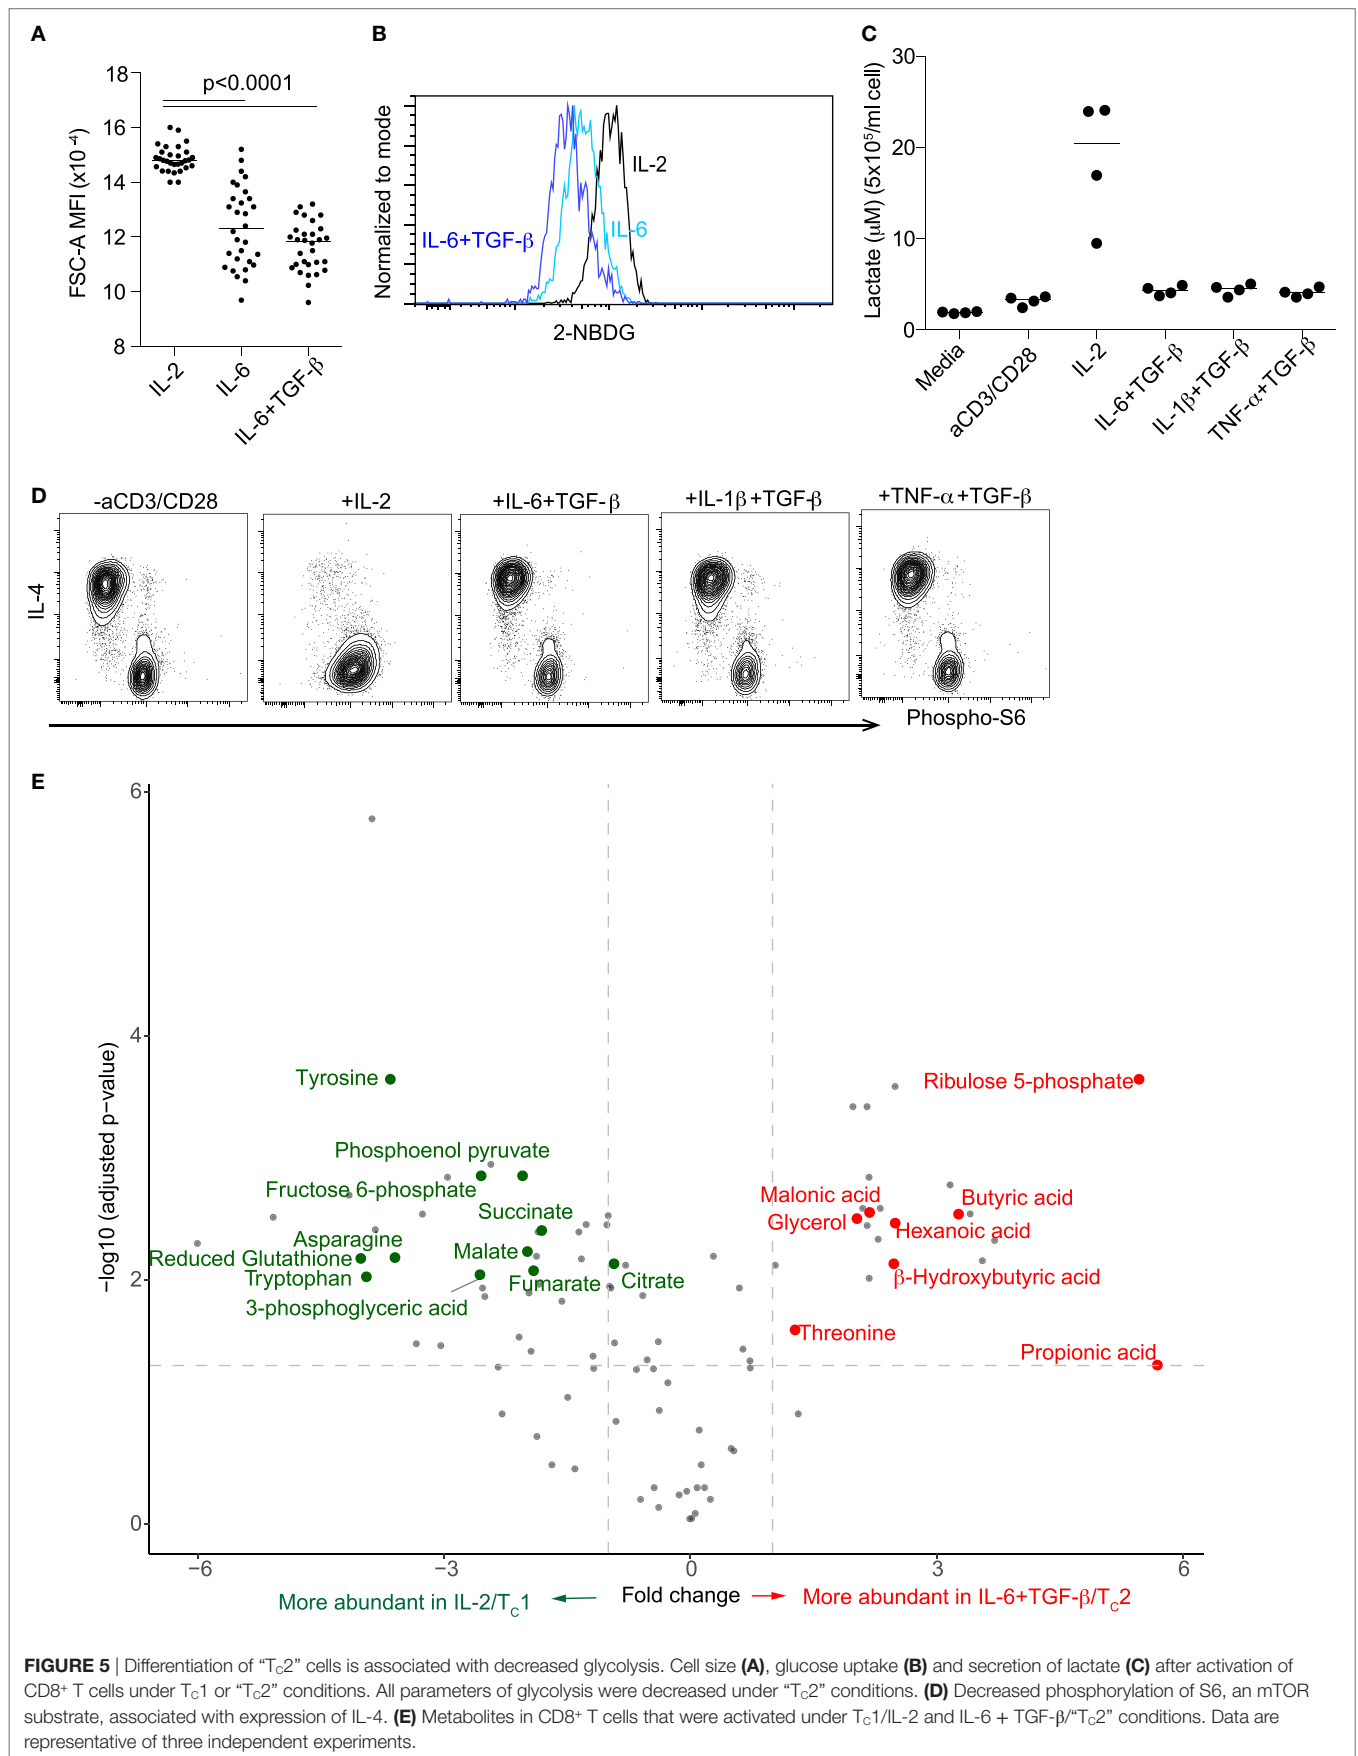 A
B
C
18
16
14
12
10
8
FSC-A MFI (x10⁻⁴)
p<0.0001
IL-2
IL-6
IL-6+TGF-β
Normalized to mode
IL-2
IL-6
IL-6+TGF-β
2-NBDG
Lactate (μM) (5x10⁵/ml cell)
30
20
10
0
Media
aCD3/CD28
IL-2
IL-6+TGF-β
IL-1β+TGF-β
TNF-α+TGF-β
D
-aCD3/CD28
+IL-2
+IL-6+TGF-β
+IL-1β+TGF-β
+TNF-α+TGF-β
IL-4
Phospho-S6
E
−log10 (adjusted p−value)
6
4
2
0
Tyrosine
Ribulose 5-phosphate
Phosphoenol pyruvate
Fructose 6-phosphate
Malonic acid
Butyric acid
Succinate
Glycerol
Hexanoic acid
Asparagine
Malate
Reduced Glutathione
Tryptophan
Fumarate
Citrate
β-Hydroxybutyric acid
3-phosphoglyceric acid
Threonine
Propionic acid
−6
−3
0
3
6
More abundant in IL-2/T_C1
Fold change
More abundant in IL-6+TGF-β/T_C2
FIGURE 5 | Differentiation of “T_C2” cells is associated with decreased glycolysis. Cell size (A), glucose uptake (B) and secretion of lactate (C) after activation of
CD8⁺ T cells under T_C1 or “T_C2” conditions. All parameters of glycolysis were decreased under “T_C2” conditions. (D) Decreased phosphorylation of S6, an mTOR
substrate, associated with expression of IL-4. (E) Metabolites in CD8⁺ T cells that were activated under T_C1/IL-2 and IL-6 + TGF-β/“T_C2” conditions. Data are
representative of three independent experiments.